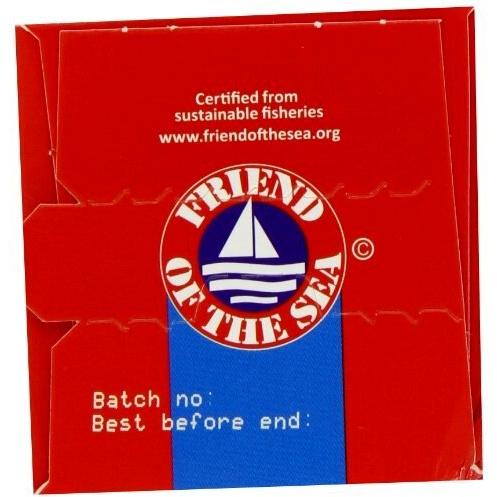 Certified from
sustainable fisheries
www.friendofthesea.org
FRIEND
OF THE SEA
©
Batch no:
Best before end: